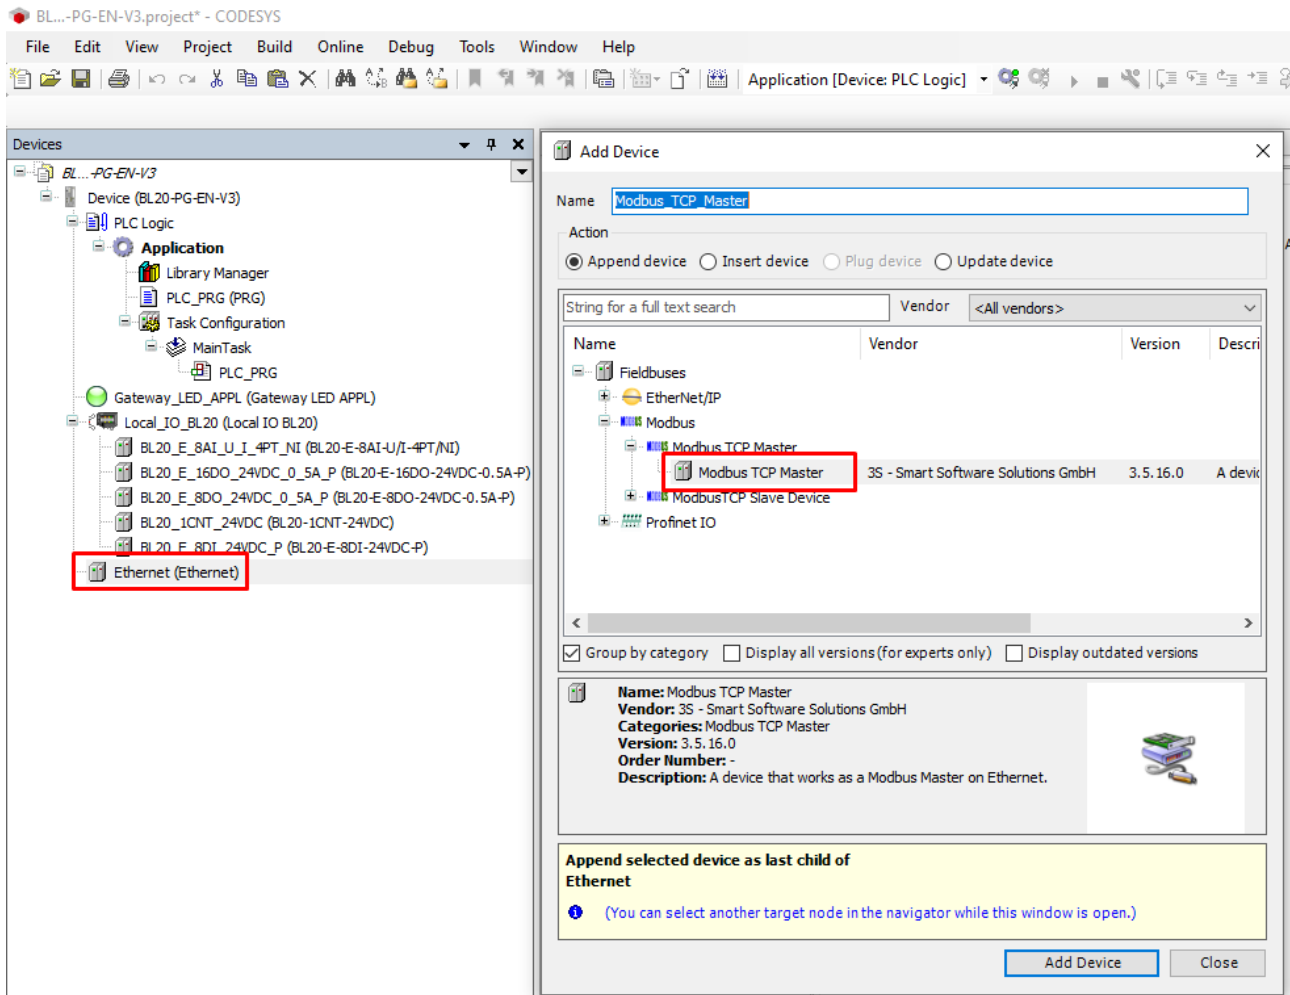 BL...-PG-EN-V3.project* - CODESYS
File Edit View Project Build Online Debug Tools Window Help
Application [Device: PLC Logic]
Devices
BL...-PG-EN-V3
Device (BL20-PG-EN-V3)
PLC Logic
Application
Library Manager
PLC_PRG (PRG)
Task Configuration
MainTask
PLC_PRG
Gateway_LED_APPL (Gateway LED APPL)
Local_IO_BL20 (Local IO BL20)
BL20_E_8AI_U_I_4PT_NI (BL20-E-8AI-U/I-4PT/NI)
BL20_E_16DO_24VDC_0_5A_P (BL20-E-16DO-24VDC-0.5A-P)
BL20_E_8DO_24VDC_0_5A_P (BL20-E-8DO-24VDC-0.5A-P)
BL20_1CNT_24VDC (BL20-1CNT-24VDC)
BL20_E_8DI_24VDC_P (BL20-E-8DI-24VDC-P)
Ethernet (Ethernet)
Add Device
Name Modbus_TCP_Master
Action
Append device Insert device Plug device Update device
String for a full text search Vendor <All vendors>
Name Vendor Version Descri
Fieldbuses
EtherNet/IP
Modbus
Modbus TCP Master
Modbus TCP Master 3S - Smart Software Solutions GmbH 3.5.16.0 A devic
ModbusTCP Slave Device
Profinet IO
Group by category Display all versions (for experts only) Display outdated versions
Name: Modbus TCP Master
Vendor: 3S - Smart Software Solutions GmbH
Categories: Modbus TCP Master
Version: 3.5.16.0
Order Number: -
Description: A device that works as a Modbus Master on Ethernet.
Append selected device as last child of
Ethernet
(You can select another target node in the navigator while this window is open.)
Add Device Close